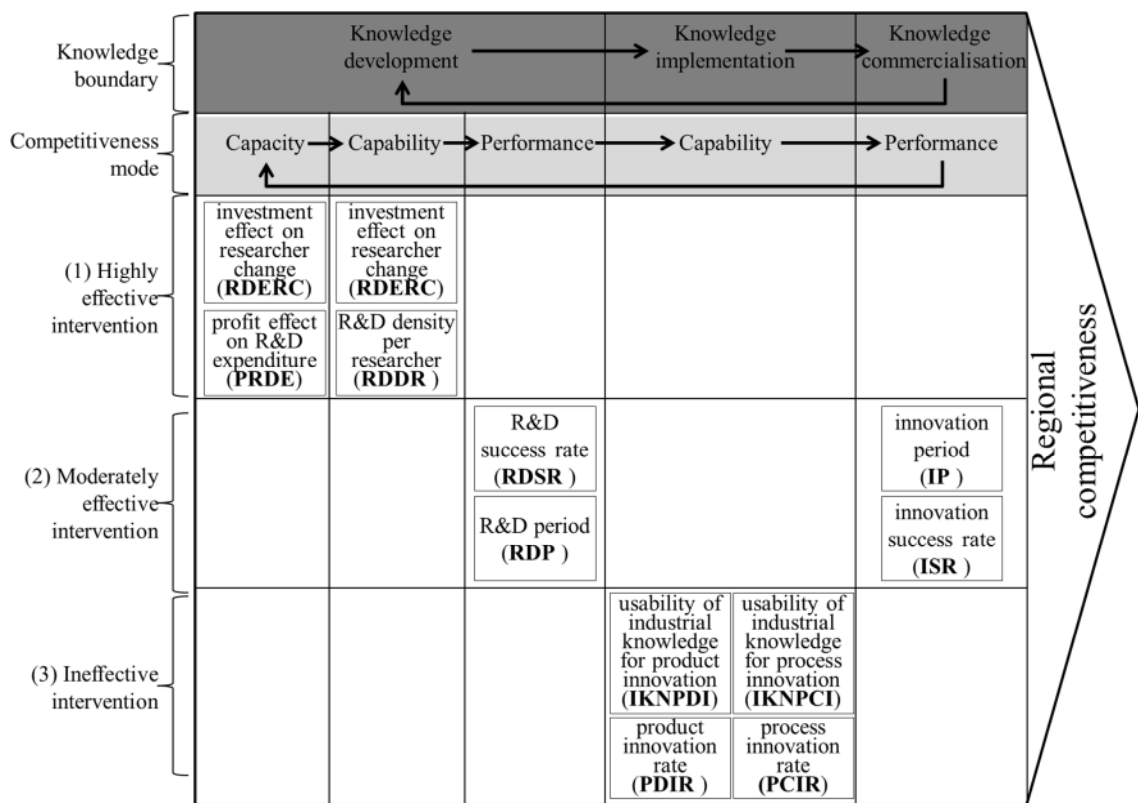 Knowledge
boundary
Knowledge
development
Knowledge
implementation
Knowledge
commercialisation
Competitiveness
mode
Capacity
Capability
Performance
Capability
Performance
(1) Highly
effective
intervention
investment
effect on
researcher
change
(RDERC)
investment
effect on
researcher
change
(RDERC)
profit effect
on R&D
expenditure
(PRDE)
R&D density
per
researcher
(RDDR )
(2) Moderately
effective
intervention
R&D
success rate
(RDSR )
R&D period
(RDP )
innovation
period
(IP )
innovation
success rate
(ISR )
(3) Ineffective
intervention
usability of
industrial
knowledge
for product
innovation
(IKNPDI)
usability of
industrial
knowledge
for process
innovation
(IKNPCI)
product
innovation
rate
(PDIR )
process
innovation
rate
(PCIR)
Regional
competitiveness